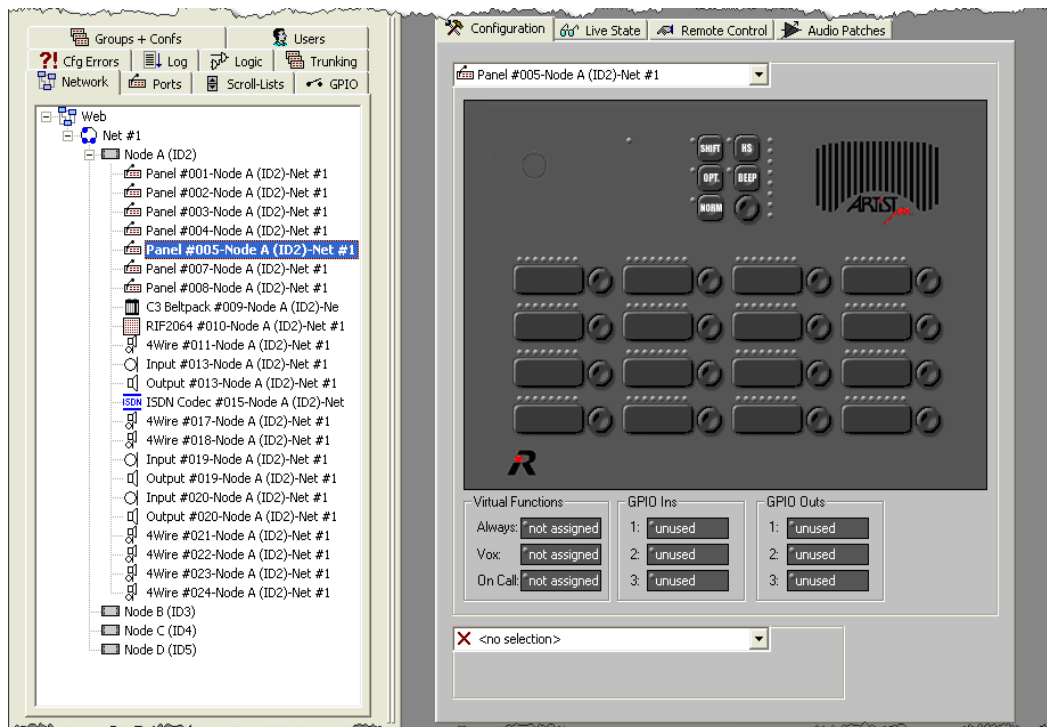 Groups + Confs
Users
?! Cfg Errors
Log
Logic
Trunking
Network
Ports
Scroll-Lists
GPIO
Web
Net #1
Node A (ID2)
Panel #001-Node A (ID2)-Net #1
Panel #002-Node A (ID2)-Net #1
Panel #003-Node A (ID2)-Net #1
Panel #004-Node A (ID2)-Net #1
Panel #005-Node A (ID2)-Net #1
Panel #007-Node A (ID2)-Net #1
Panel #008-Node A (ID2)-Net #1
C3 Beltpack #009-Node A (ID2)-Ne
RIF2064 #010-Node A (ID2)-Net #1
4Wire #011-Node A (ID2)-Net #1
Input #013-Node A (ID2)-Net #1
Output #013-Node A (ID2)-Net #1
ISDN ISDN Codec #015-Node A (ID2)-Net
4Wire #017-Node A (ID2)-Net #1
4Wire #018-Node A (ID2)-Net #1
Input #019-Node A (ID2)-Net #1
Output #019-Node A (ID2)-Net #1
Input #020-Node A (ID2)-Net #1
Output #020-Node A (ID2)-Net #1
4Wire #021-Node A (ID2)-Net #1
4Wire #022-Node A (ID2)-Net #1
4Wire #023-Node A (ID2)-Net #1
4Wire #024-Node A (ID2)-Net #1
Node B (ID3)
Node C (ID4)
Node D (ID5)
Configuration
Live State
Remote Control
Audio Patches
Panel #005-Node A (ID2)-Net #1
SHIFT
HS
OPT.
BEEP
NORM
ARTIST
R
Virtual Functions
Always: not assigned
Vox: not assigned
On Call: not assigned
GPIO Ins
1: unused
2: unused
3: unused
GPIO Outs
1: unused
2: unused
3: unused
<no selection>